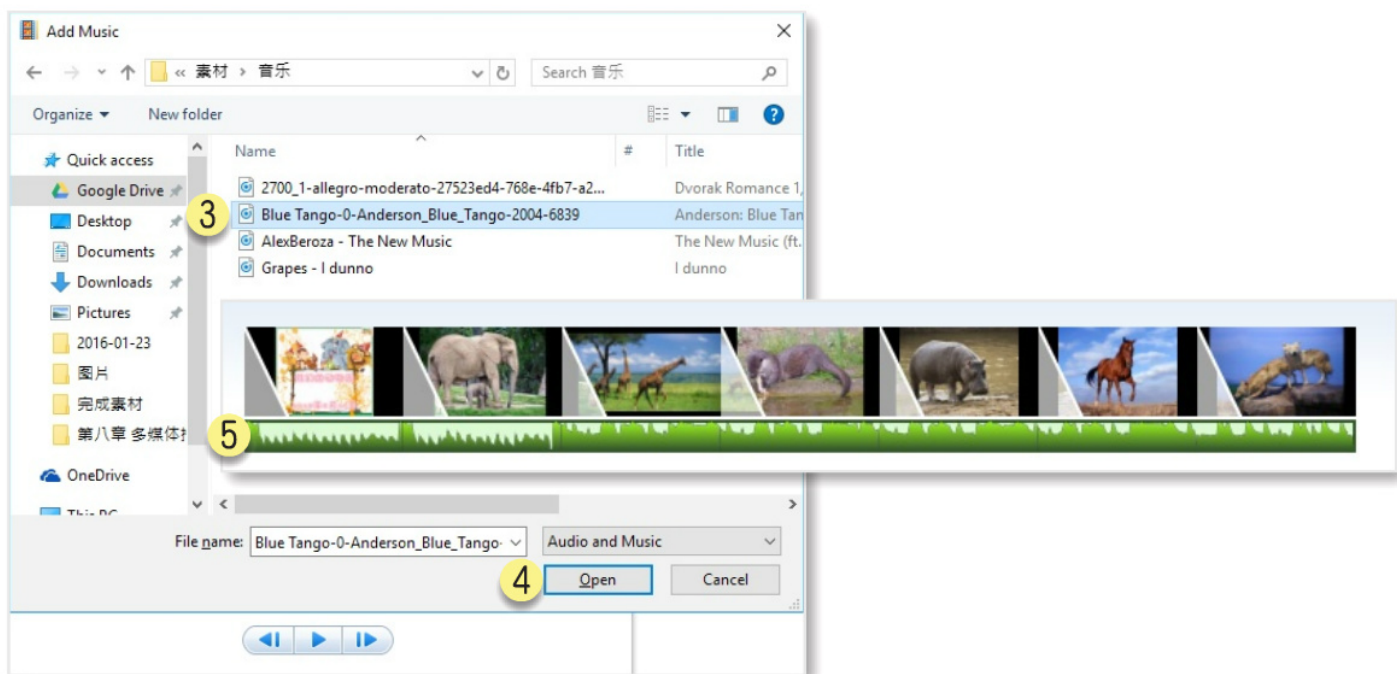 Add Music
« 素材 › 音乐
Search 音乐
Organize
New folder
Quick access
Google Drive
Desktop
Documents
Downloads
Pictures
2016-01-23
图片
完成素材
第八章 多媒体
OneDrive
This PC
Name
#
Title
2700_1-allegro-moderato-27523ed4-768e-4fb7-a2...
Dvorak Romance 1,
3
Blue Tango-0-Anderson_Blue_Tango-2004-6839
Anderson: Blue Tan
AlexBeroza - The New Music
The New Music (ft.
Grapes - I dunno
I dunno
5
File name:
Blue Tango-0-Anderson_Blue_Tango-
Audio and Music
4
Open
Cancel